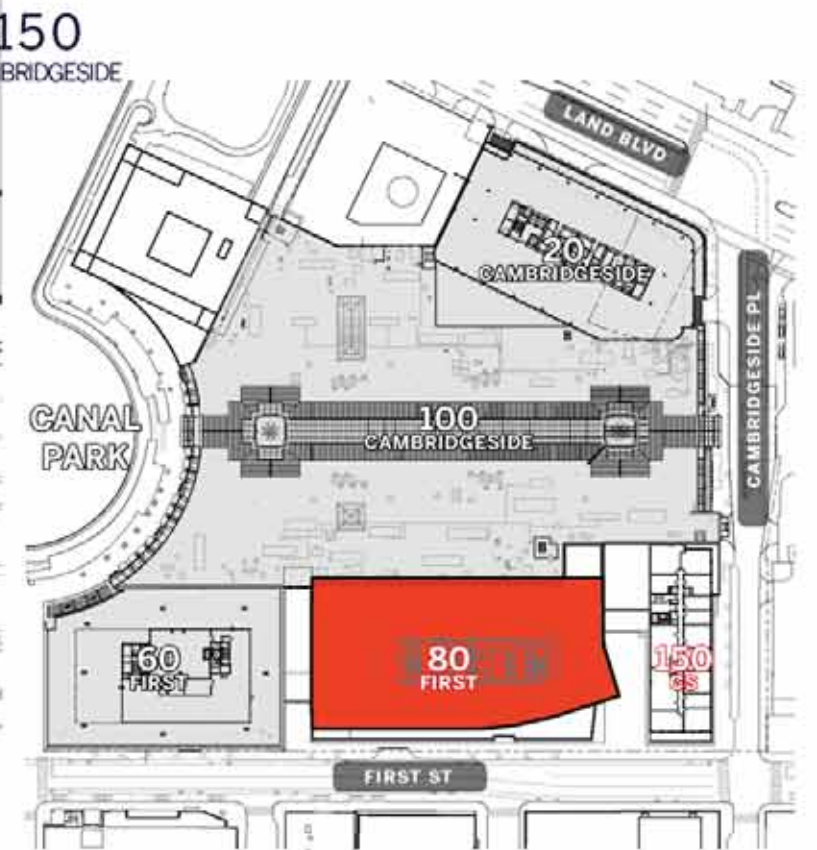 150
BRIDGESIDE
LAND BLVD
20
CAMBRIDGESIDE
CAMBRIDGESIDE PL
CANAL
PARK
100
CAMBRIDGESIDE
60
FIRST
80
FIRST
150
CS
FIRST ST